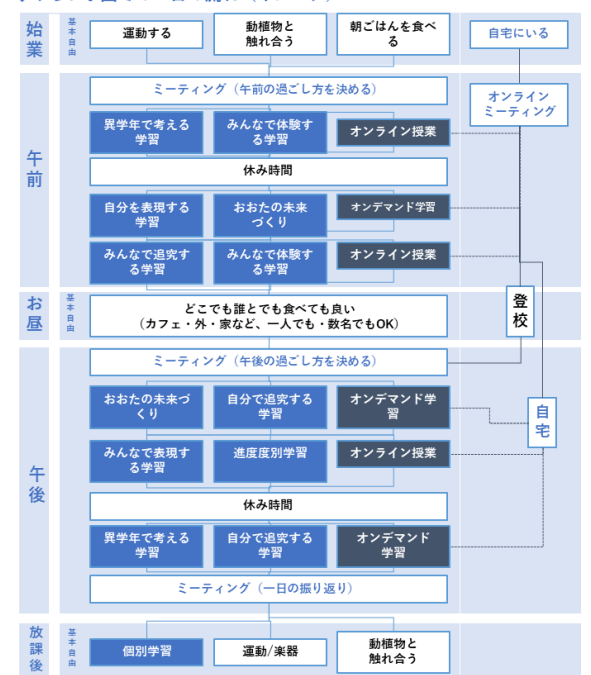 始業
基本自由
運動する
動植物と
触れ合う
朝ごはんを食べ
る
自宅にいる
午前
ミーティング（午前の過ごし方を決める）
オンライン
ミーティング
異学年で考える
学習
みんなで体験す
る学習
オンライン授業
休み時間
自分を表現する
学習
おおたの未来
づくり
オンデマンド学習
みんなで追究す
る学習
みんなで体験す
る学習
オンライン授業
お昼
基本自由
どこでも誰とでも食べても良い
（カフェ・外・家など、一人でも・数名でもOK）
登校
午後
ミーティング（午後の過ごし方を決める）
おおたの未来づ
くり
自分で追究する
学習
オンデマンド学
習
自宅
みんなで表現す
る学習
進度度別学習
オンライン授業
休み時間
異学年で考える
学習
自分で追究する
学習
オンデマンド
学習
ミーティング（一日の振り返り）
放課後
基本自由
個別学習
運動/楽器
動植物と
触れ合う